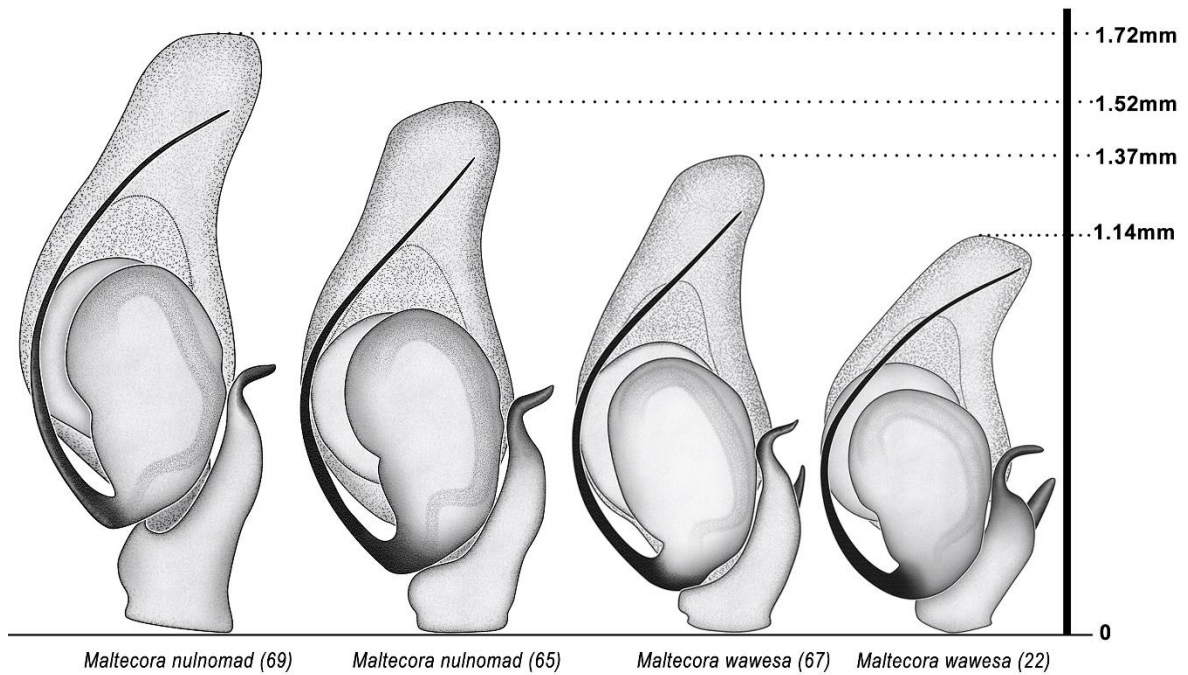 1.72mm
1.52mm
1.37mm
1.14mm
0
Maltecora nulnomad (69)
Maltecora nulnomad (65)
Maltecora wawesa (67)
Maltecora wawesa (22)